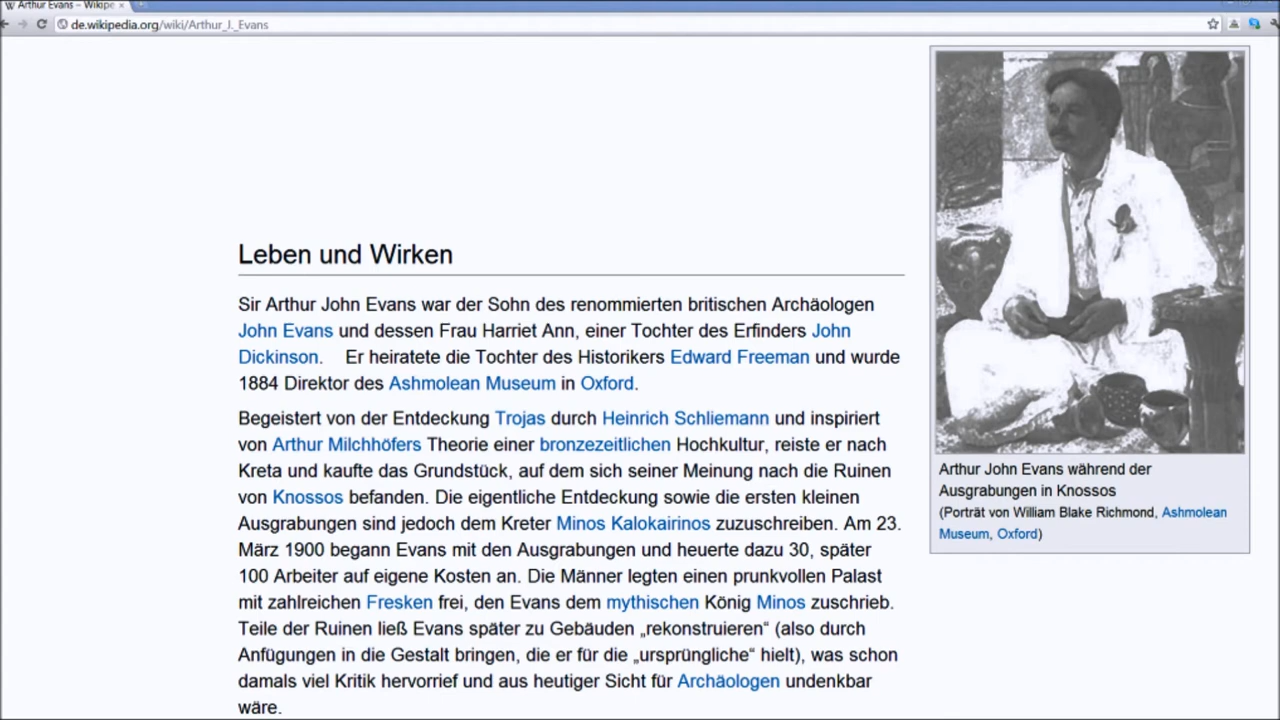 Arthur Evans – Wikipe
de.wikipedia.org/wiki/Arthur_J._Evans
Leben und Wirken
Sir Arthur John Evans war der Sohn des renommierten britischen Archäologen
John Evans und dessen Frau Harriet Ann, einer Tochter des Erfinders John
Dickinson. Er heiratete die Tochter des Historikers Edward Freeman und wurde
1884 Direktor des Ashmolean Museum in Oxford.
Begeistert von der Entdeckung Trojas durch Heinrich Schliemann und inspiriert
von Arthur Milchhöfers Theorie einer bronzezeitlichen Hochkultur, reiste er nach
Kreta und kaufte das Grundstück, auf dem sich seiner Meinung nach die Ruinen
von Knossos befanden. Die eigentliche Entdeckung sowie die ersten kleinen
Ausgrabungen sind jedoch dem Kreter Minos Kalokairinos zuzuschreiben. Am 23.
März 1900 begann Evans mit den Ausgrabungen und heuerte dazu 30, später
100 Arbeiter auf eigene Kosten an. Die Männer legten einen prunkvollen Palast
mit zahlreichen Fresken frei, den Evans dem mythischen König Minos zuschrieb.
Teile der Ruinen ließ Evans später zu Gebäuden „rekonstruieren“ (also durch
Anfügungen in die Gestalt bringen, die er für die „ursprüngliche“ hielt), was schon
damals viel Kritik hervorrief und aus heutiger Sicht für Archäologen undenkbar
wäre.
Arthur John Evans während der
Ausgrabungen in Knossos
(Porträt von William Blake Richmond, Ashmolean
Museum, Oxford)